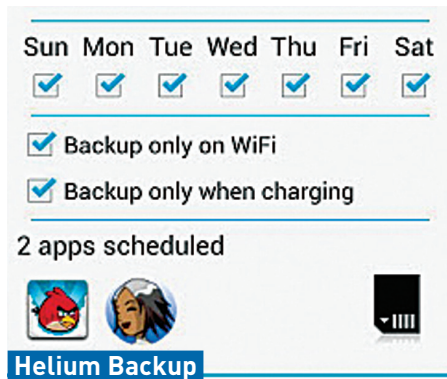 Sun Mon Tue Wed Thu Fri Sat
Backup only on WiFi
Backup only when charging
2 apps scheduled
Helium Backup